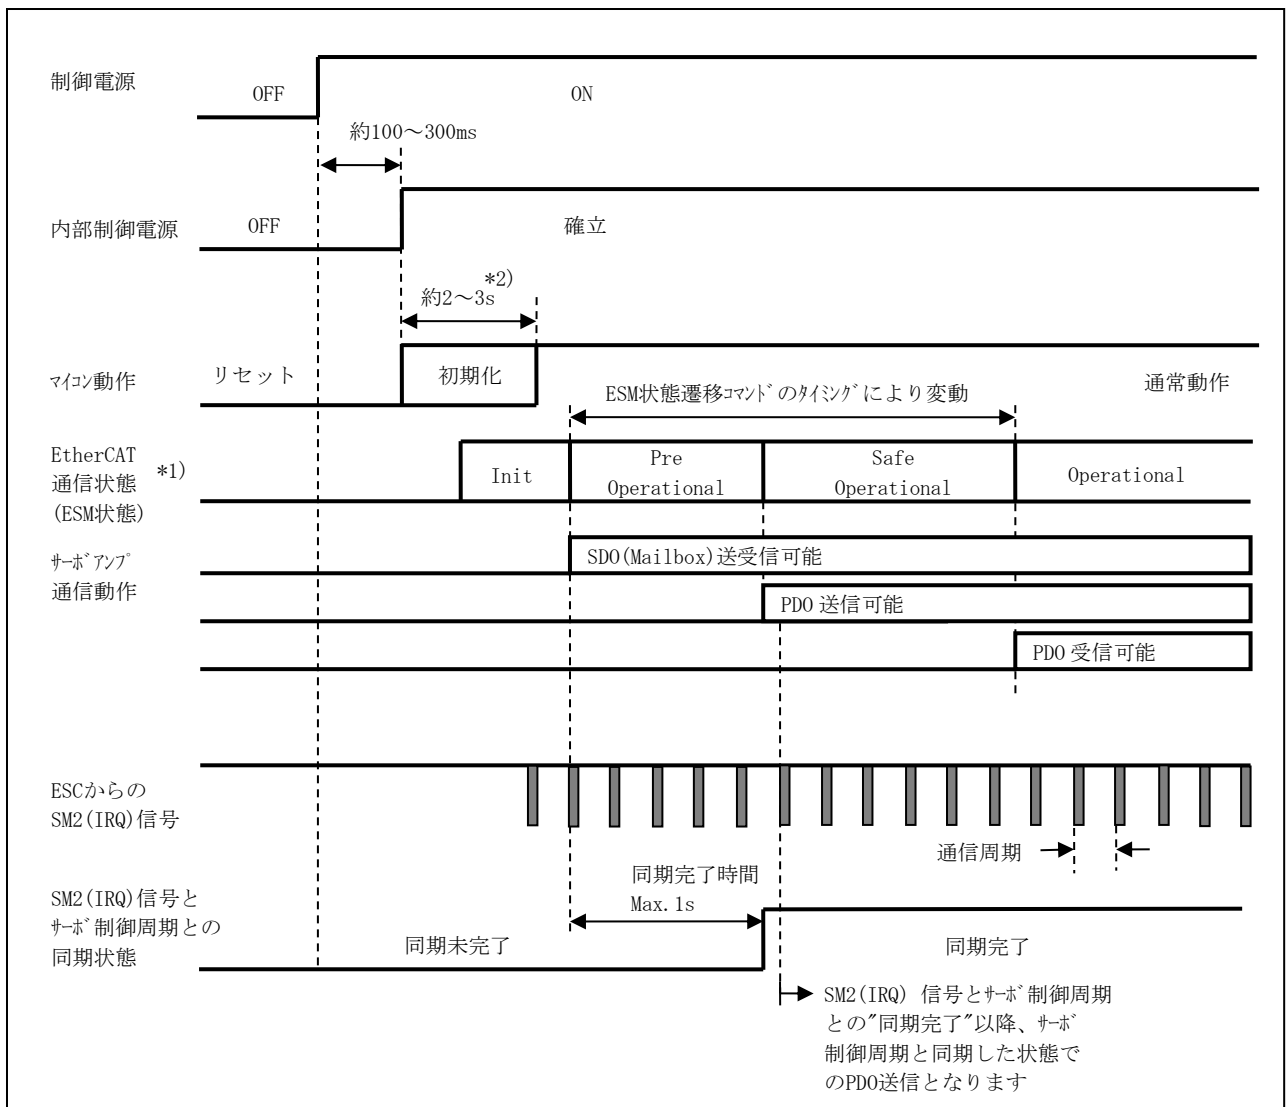 制御電源
OFF
ON
約100～300ms
内部制御電源
OFF
確立
*2)
約2～3s
マイコン動作
リセット
初期化
ESM状態遷移コマンドのタイミングにより変動
通常動作
EtherCAT
通信状態
(ESM状態)
*1)
Init
Pre
Operational
Safe
Operational
Operational
サーボアンプ
通信動作
SDO(Mailbox)送受信可能
PDO 送信可能
PDO 受信可能
ESCからの
SM2(IRQ)信号
通信周期
SM2(IRQ)信号と
サーボ制御周期との
同期状態
同期完了時間
Max.1s
同期未完了
同期完了
SM2(IRQ) 信号とサーボ制御周期
との"同期完了"以降、サーボ
制御周期と同期した状態で
のPDO送信となります